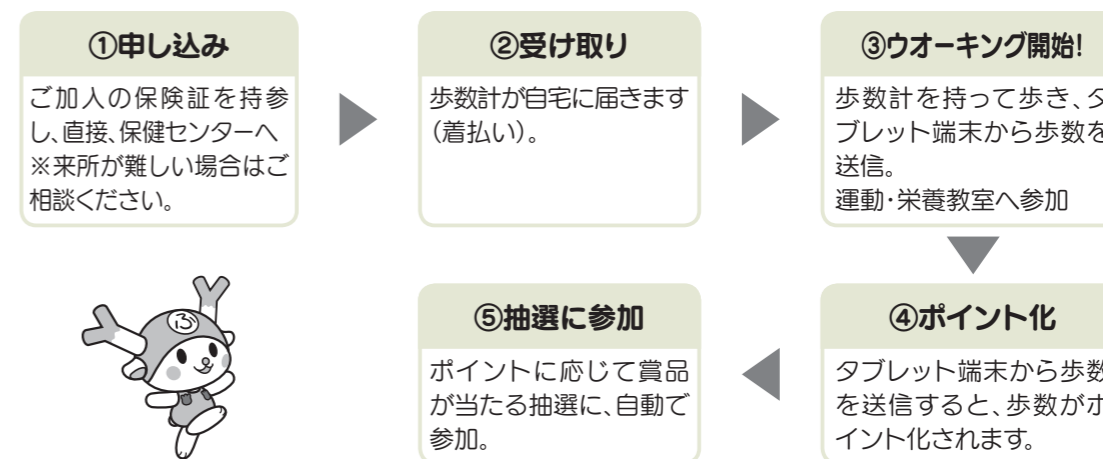 ①申し込み
ご加入の保険証を持参
し、直接、保健センターへ
※来所が難しい場合はご
相談ください。
②受け取り
歩数計が自宅に届きます
(着払い)。
③ウオーキング開始!
歩数計を持って歩き、タ
ブレット端末から歩数を
送信。
運動・栄養教室へ参加
④ポイント化
タブレット端末から歩数
を送信すると、歩数がポ
イント化されます。
⑤抽選に参加
ポイントに応じて賞品
が当たる抽選に、自動で
参加。
ふ